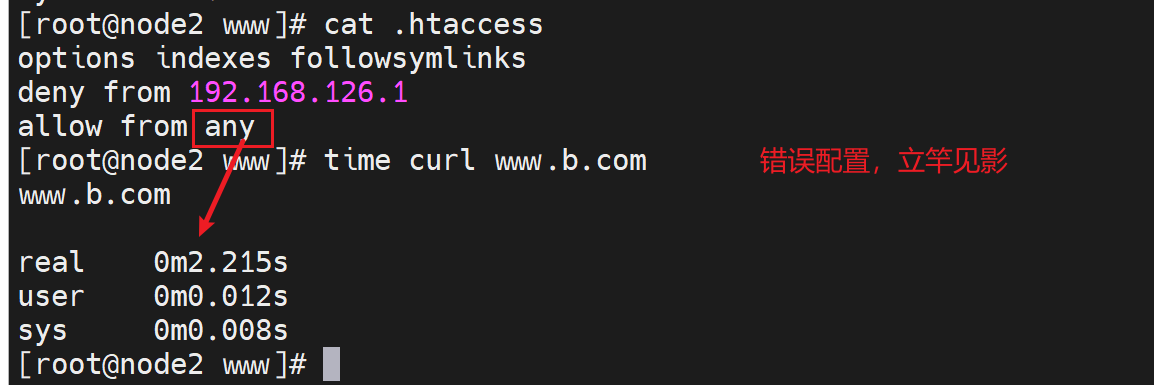 [root@node2 www]# cat .htaccess
options indexes followsymlinks
deny from 192.168.126.1
allow from any
[root@node2 www]# time curl www.b.com
错误配置，立竿见影
www.b.com
real 0m2.215s
user 0m0.012s
sys 0m0.008s
[root@node2 www]#